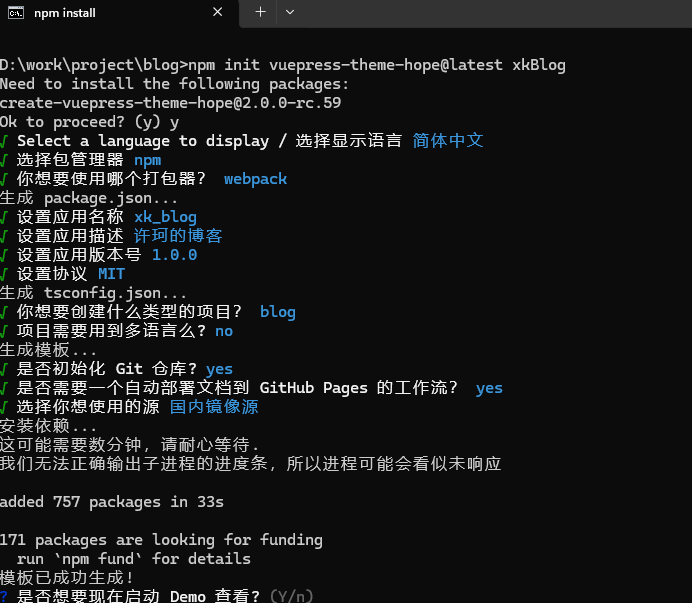 npm install
D:\work\project\blog>npm init vuepress-theme-hope@latest xkBlog
Need to install the following packages:
create-vuepress-theme-hope@2.0.0-rc.59
Ok to proceed? (y) y
√ Select a language to display / 选择显示语言 简体中文
√ 选择包管理器 npm
√ 你想要使用哪个打包器? webpack
生成 package.json...
√ 设置应用名称 xk_blog
√ 设置应用描述 许珂的博客
√ 设置应用版本号 1.0.0
√ 设置协议 MIT
生成 tsconfig.json...
√ 你想要创建什么类型的项目? blog
√ 项目需要用到多语言么? no
生成模板...
√ 是否初始化 Git 仓库? yes
√ 是否需要一个自动部署文档到 GitHub Pages 的工作流? yes
√ 选择你想使用的源 国内镜像源
安装依赖...
这可能需要数分钟, 请耐心等待.
我们无法正确输出子进程的进度条, 所以进程可能会看似未响应
added 757 packages in 33s
171 packages are looking for funding
run `npm fund` for details
模板已成功生成!
? 是否想要现在启动 Demo 查看? (Y/n)